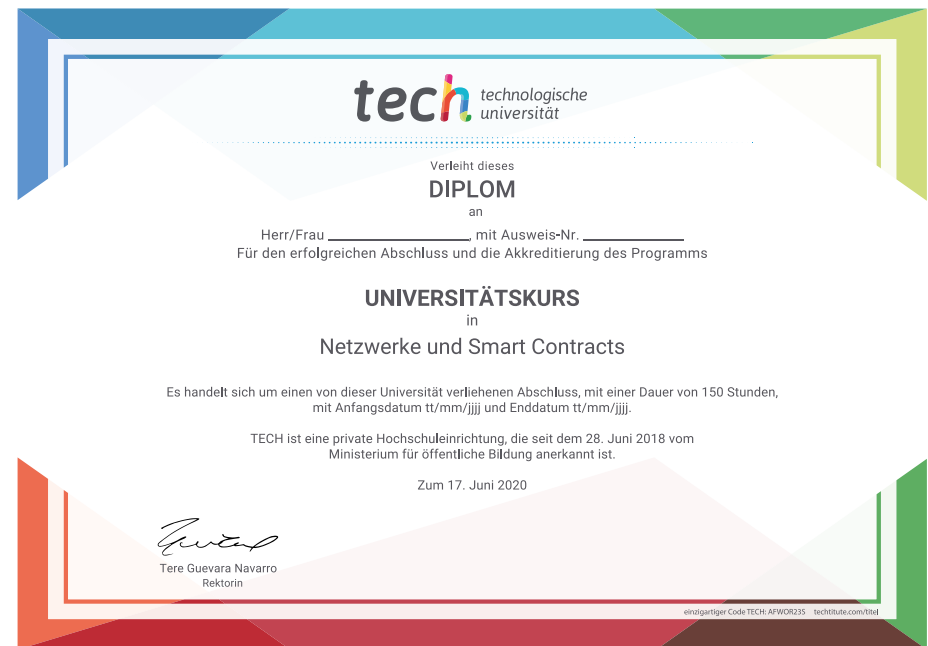 tech technologische
universität
Verleiht dieses
DIPLOM
an
Herr/Frau ____________, mit Ausweis-Nr. ____________
Für den erfolgreichen Abschluss und die Akkreditierung des Programms
UNIVERSITÄTSKURS
in
Netzwerke und Smart Contracts
Es handelt sich um einen von dieser Universität verliehenen Abschluss, mit einer Dauer von 150 Stunden,
mit Anfangsdatum tt/mm/jjjj und Enddatum tt/mm/jjjj.
TECH ist eine private Hochschuleinrichtung, die seit dem 28. Juni 2018 vom
Ministerium für öffentliche Bildung anerkannt ist.
Zum 17. Juni 2020
Tere Guevara Navarro
Rektorin
einzigartiger Code TECH: AFWOR235 techtitute.com/titel